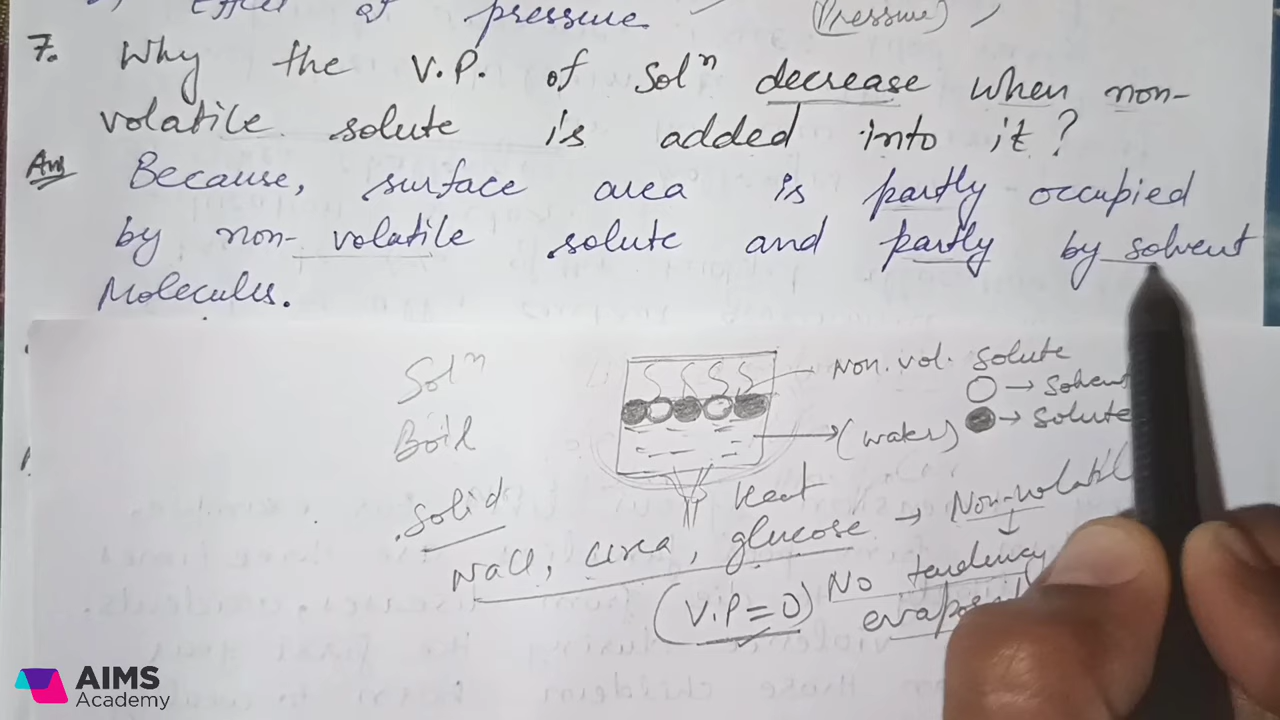 Effect of pressure (Pressure)
7. Why the V.P. of Solⁿ decrease when non-
volatile solute is added into it?
Ans Because, surface area is partly occupied
by non-volatile solute and partly by solvent
Molecules.
Solⁿ
Non. vol. solute
○ → Solvent
● → Solute
Boil
→ (water)
Heat
Solid
NaCl, urea, glucose → Non-volatil
No tendency
(V.P = 0)
evapora
AIMS
Academy